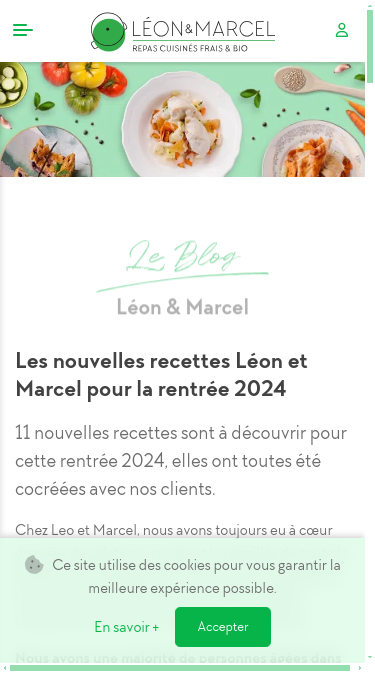 LÉON&MARCEL
REPAS CUISINÉS FRAIS & BIO
Le Blog
Léon & Marcel
Les nouvelles recettes Léon et
Marcel pour la rentrée 2024
11 nouvelles recettes sont à découvrir pour
cette rentrée 2024, elles ont toutes été
cocréées avec nos clients.
Chez Leo et Marcel, nous avons toujours eu à cœur
Ce site utilise des cookies pour vous garantir la
meilleure expérience possible.
En savoir +
Accepter
Nous avons une majorité de personnes âgées dans